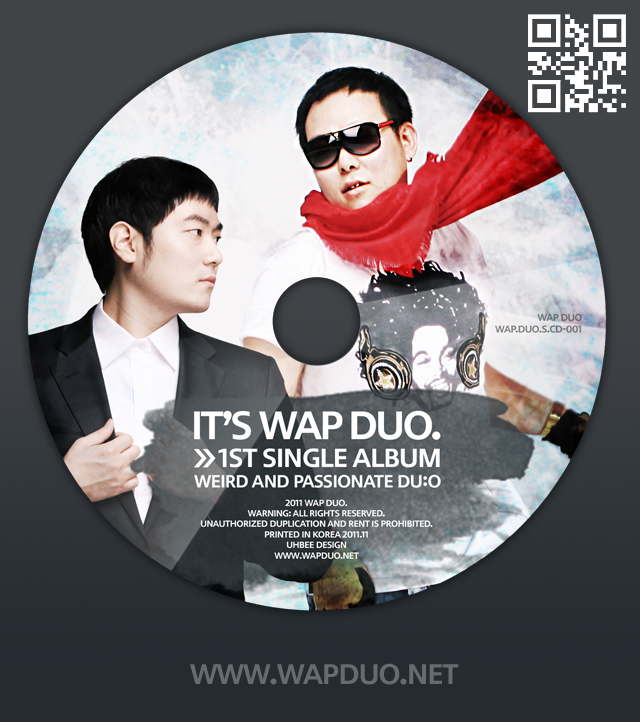 WAP DUO
WAP.DUO.S.CD-001
IT'S WAP DUO.
»1ST SINGLE ALBUM
WEIRD AND PASSIONATE DU:O
2011 WAP DUO.
WARNING: ALL RIGHTS RESERVED.
UNAUTHORIZED DUPLICATION AND RENT IS PROHIBITED.
PRINTED IN KOREA 2011.11
UHBEE DESIGN
WWW.WAPDUO.NET
WWW.WAPDUO.NET